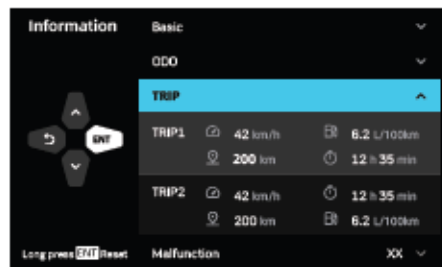 Information
Basic
ODO
TRIP
ENT
TRIP1 42 km/h 6.2 L/100km
200 km 12 h 35 min
TRIP2 42 km/h 12 h 35 min
200 km 6.2 L/100km
Long press ENT Reset
Malfunction XX